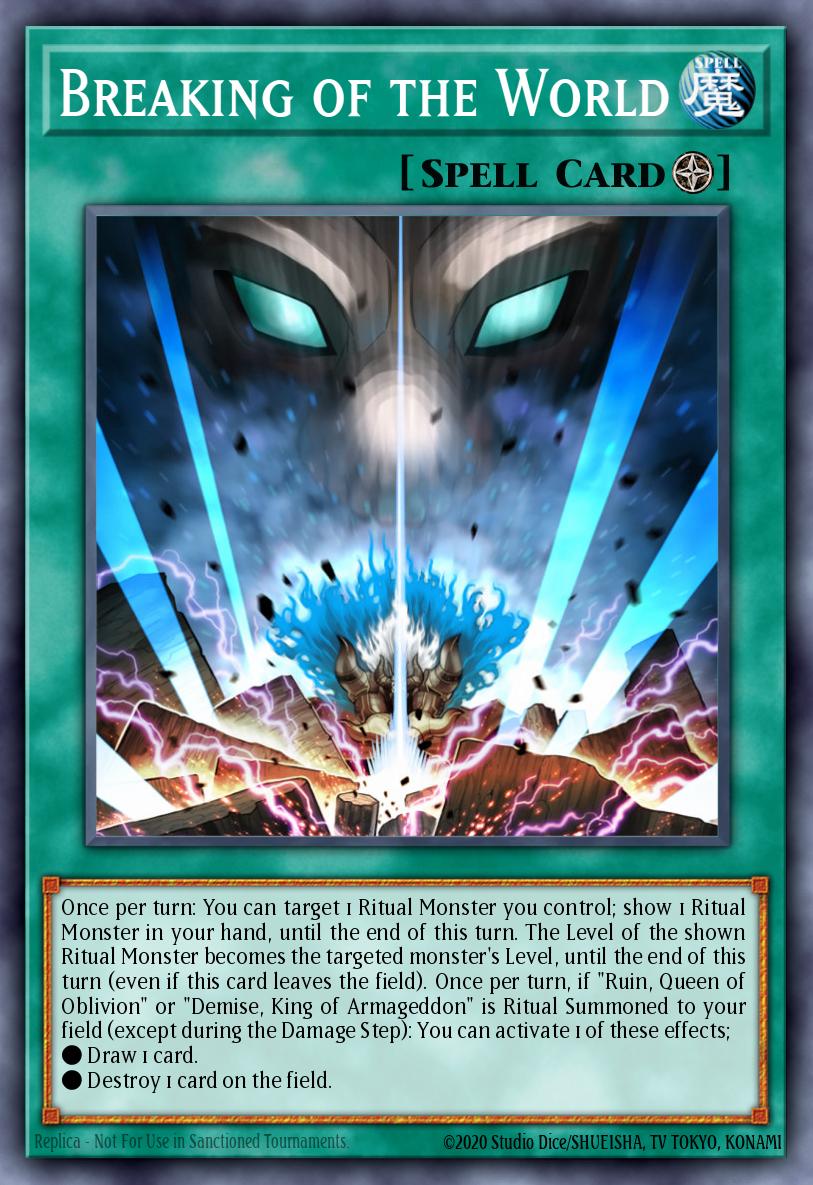 BREAKING OF THE WORLD
SPELL
魔
[SPELL CARD]
Once per turn: You can target 1 Ritual Monster you control; show 1 Ritual
Monster in your hand, until the end of this turn. The Level of the shown
Ritual Monster becomes the targeted monster's Level, until the end of this
turn (even if this card leaves the field). Once per turn, if "Ruin, Queen of
Oblivion" or "Demise, King of Armageddon" is Ritual Summoned to your
field (except during the Damage Step): You can activate 1 of these effects;
● Draw 1 card.
● Destroy 1 card on the field.
Replica - Not For Use in Sanctioned Tournaments.
©2020 Studio Dice/SHUEISHA, TV TOKYO, KONAMI